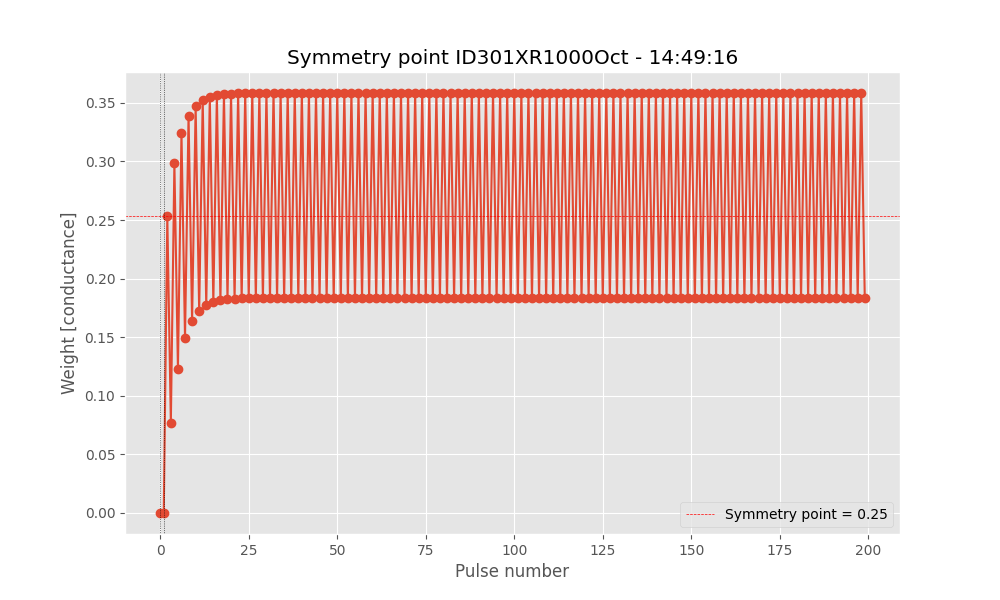 Symmetry point ID301XR1000Oct - 14:49:16
0.35
0.30
0.25
0.20
0.15
0.10
0.05
0.00
Weight [conductance]
Symmetry point = 0.25
0 25 50 75 100 125 150 175 200
Pulse number